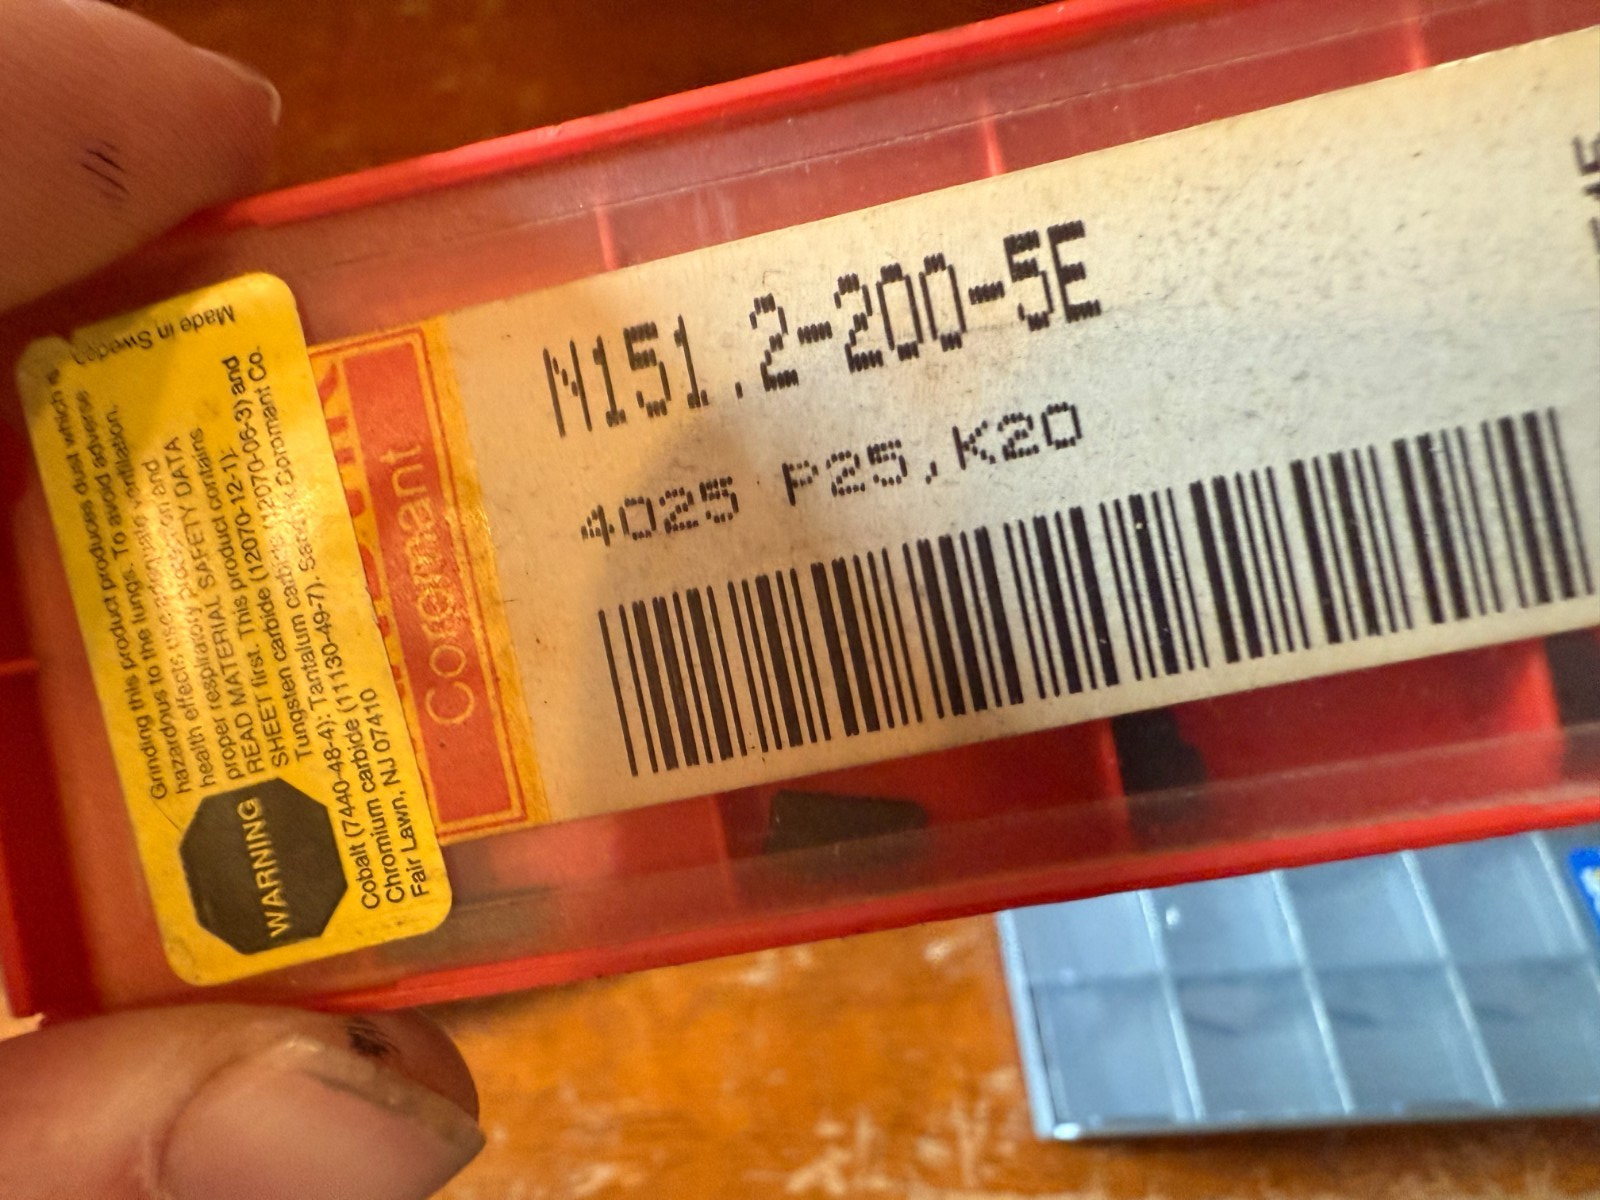 Made in Sweden
Grinding this product produces dust which is
hazardous to the lungs. To avoid adverse
health effects use ventilation.
proper respiratory protection and
READ MATERIAL SAFETY DATA
SHEET first. This product contains
Tungsten carbide (12070-12-1);
Cobalt (7440-48-4); Tantalum carbide (12070-06-3) and
Chromium carbide (11130-49-7). Sandvik Coromant Co.
Fair Lawn, NJ 07410
WARNING
Coromant
N151.2-200-5E
4025 P25,K20